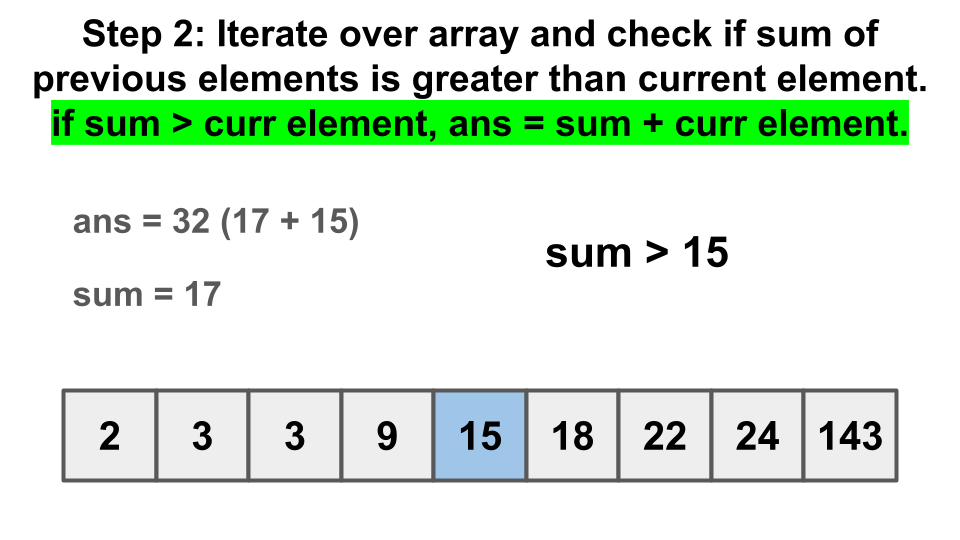 Step 2: Iterate over array and check if sum of
previous elements is greater than current element.
if sum > curr element, ans = sum + curr element.
ans = 32 (17 + 15)
sum > 15
sum = 17
2 3 3 9 15 18 22 24 143